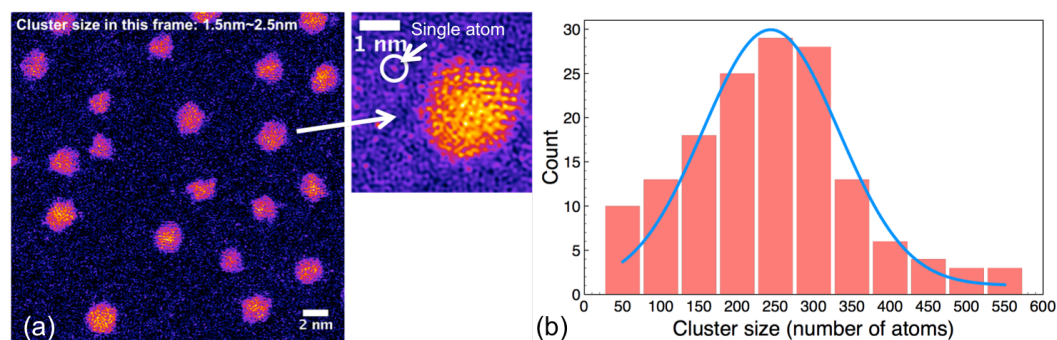 Cluster size in this frame: 1.5nm~2.5nm
2 nm
(a)
1 nm
Single atom
Count
30
25
20
15
10
5
0
0 50 100 150 200 250 300 350 400 450 500 550 600
Cluster size (number of atoms)
(b)